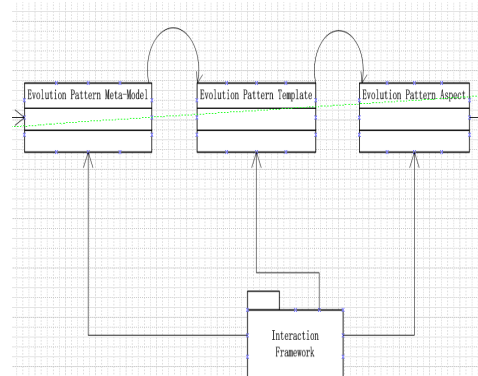 Evolution Pattern Meta-Model
Evolution Pattern Template
Evolution Pattern Aspect
Interaction
Framework